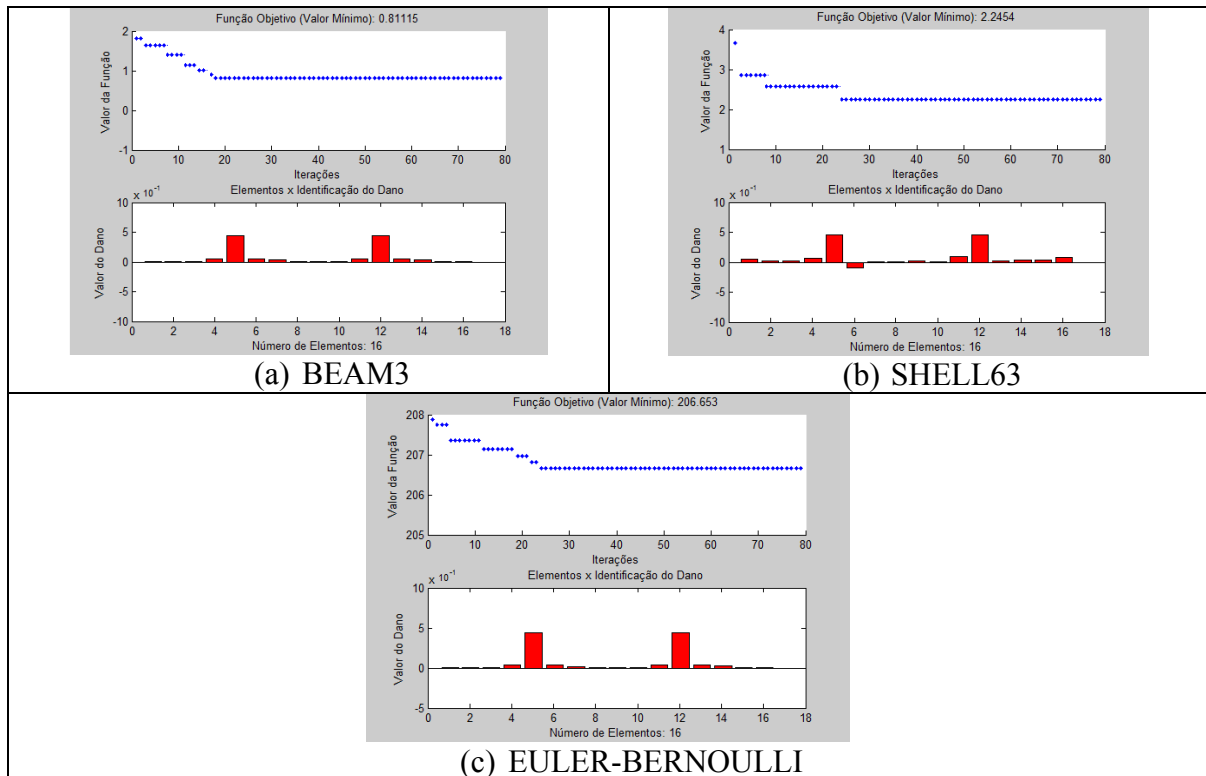 Função Objetivo (Valor Mínimo): 0.81115
Valor da Função
2
1
0
-1
0 10 20 30 40 50 60 70 80
Iterações
Elementos x Identificação do Dano
x 10^-1
Valor do Dano
10
5
0
-5
-10
0 2 4 6 8 10 12 14 16 18
Número de Elementos: 16
(a) BEAM3
Função Objetivo (Valor Mínimo): 2.2454
Valor da Função
4
3
2
1
0 10 20 30 40 50 60 70 80
Iterações
Elementos x Identificação do Dano
x 10^-1
Valor do Dano
10
5
0
-5
-10
0 2 4 6 8 10 12 14 16 18
Número de Elementos: 16
(b) SHELL63
Função Objetivo (Valor Mínimo): 206.653
Valor da Função
208
207
206
205
0 10 20 30 40 50 60 70 80
Iterações
Elementos x Identificação do Dano
x 10^-1
Valor do Dano
10
5
0
-5
0 2 4 6 8 10 12 14 16 18
Número de Elementos: 16
(c) EULER-BERNOULLI